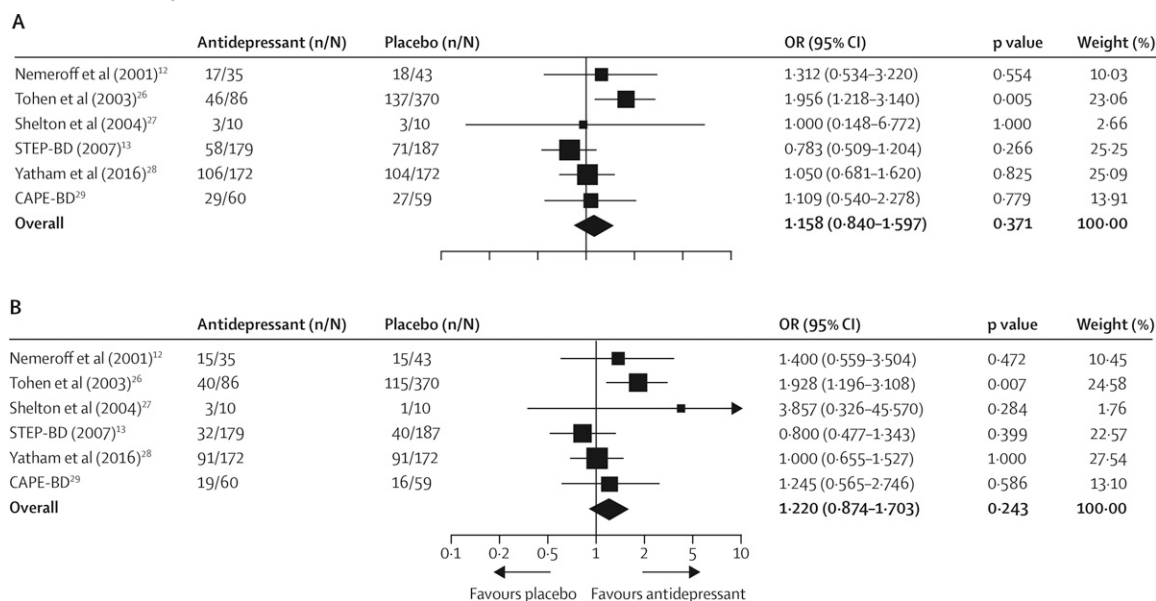 A
Antidepressant (n/N) Placebo (n/N) OR (95% CI) p value Weight (%)
Nemeroff et al (2001)¹² 17/35 18/43 1·312 (0·534–3·220) 0·554 10·03
Tohen et al (2003)²⁶ 46/86 137/370 1·956 (1·218–3·140) 0·005 23·06
Shelton et al (2004)²⁷ 3/10 3/10 1·000 (0·148–6·772) 1·000 2·66
STEP-BD (2007)¹³ 58/179 71/187 0·783 (0·509–1·204) 0·266 25·25
Yatham et al (2016)²⁸ 106/172 104/172 1·050 (0·681–1·620) 0·825 25·09
CAPE-BD²⁹ 29/60 27/59 1·109 (0·540–2·278) 0·779 13·91
Overall 1·158 (0·840–1·597) 0·371 100·00
B
Antidepressant (n/N) Placebo (n/N) OR (95% CI) p value Weight (%)
Nemeroff et al (2001)¹² 15/35 15/43 1·400 (0·559–3·504) 0·472 10·45
Tohen et al (2003)²⁶ 40/86 115/370 1·928 (1·196–3·108) 0·007 24·58
Shelton et al (2004)²⁷ 3/10 1/10 3·857 (0·326–45·570) 0·284 1·76
STEP-BD (2007)¹³ 32/179 40/187 0·800 (0·477–1·343) 0·399 22·57
Yatham et al (2016)²⁸ 91/172 91/172 1·000 (0·655–1·527) 1·000 27·54
CAPE-BD²⁹ 19/60 16/59 1·245 (0·565–2·746) 0·586 13·10
Overall 1·220 (0·874–1·703) 0·243 100·00
0·1 0·2 0·5 1 2 5 10
Favours placebo Favours antidepressant